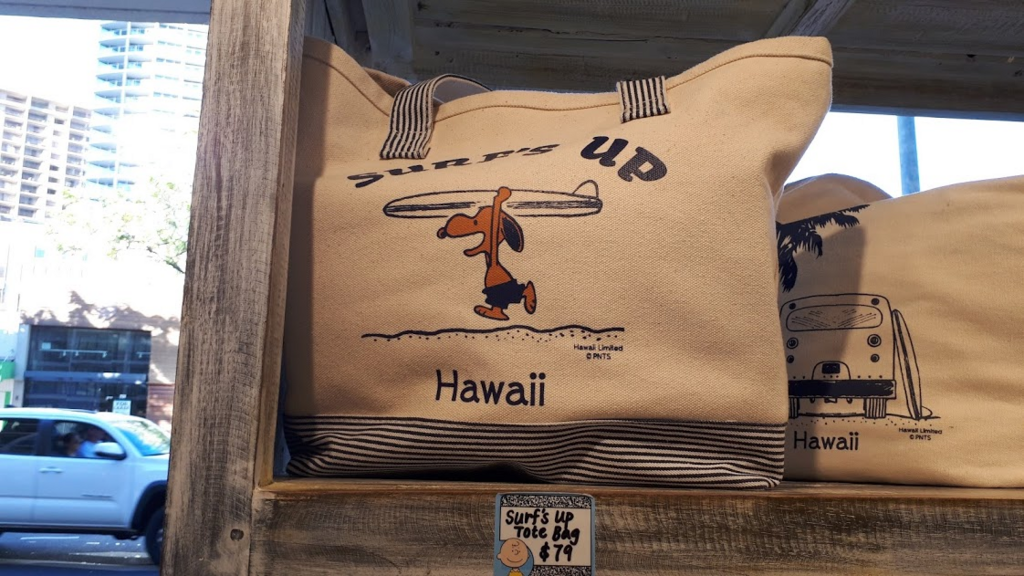 SURF'S UP
Hawaii Limited
© PNTS
Hawaii
Hawaii Limited
© PNTS
Hawaii
Surf's up
Tote Bag
$79